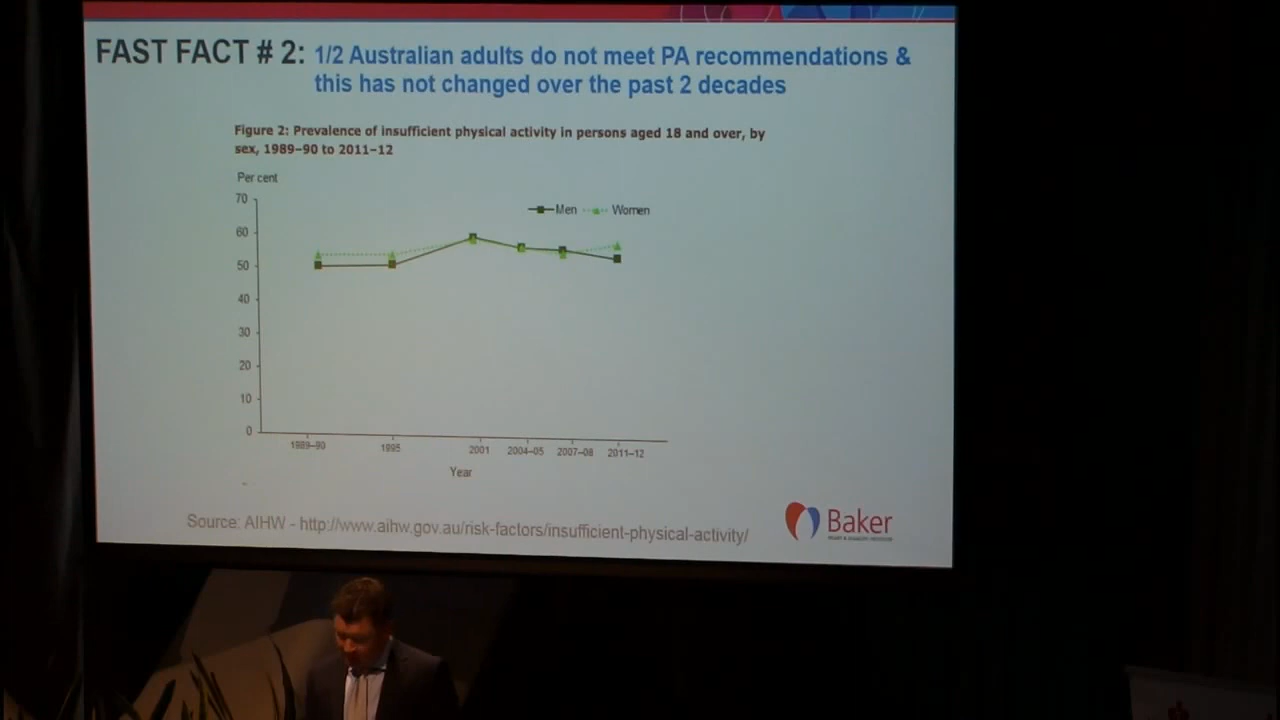 FAST FACT # 2: 1/2 Australian adults do not meet PA recommendations &
this has not changed over the past 2 decades
Figure 2: Prevalence of insufficient physical activity in persons aged 18 and over, by
sex, 1989–90 to 2011–12
Per cent
70
Men Women
60
50
40
30
20
10
0
1989–90 1995 2001 2004–05 2007–08 2011–12
Year
Source: AIHW - http://www.aihw.gov.au/risk-factors/insufficient-physical-activity/
Baker